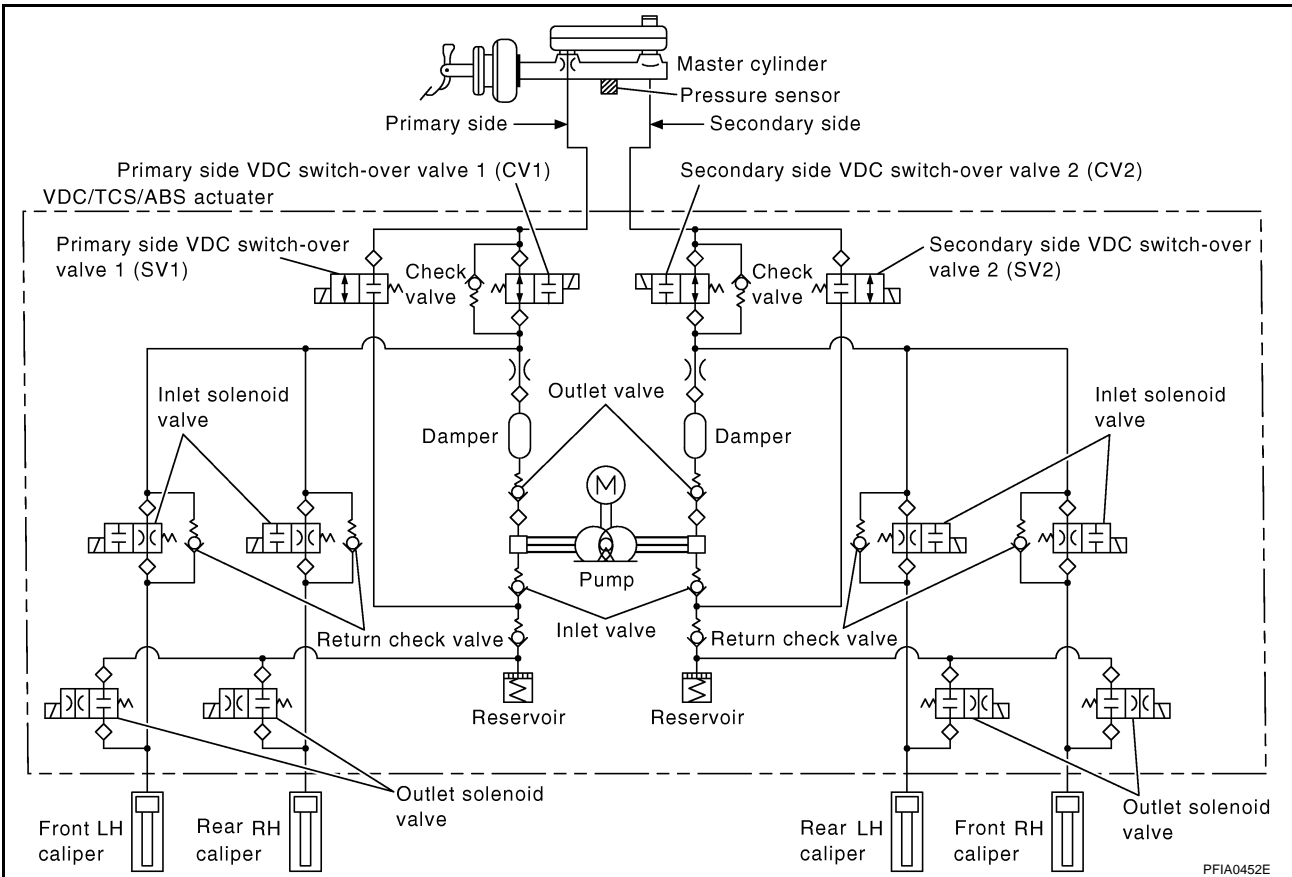 Master cylinder
Pressure sensor
Primary side
Secondary side
Primary side VDC switch-over valve 1 (CV1)
Secondary side VDC switch-over valve 2 (CV2)
VDC/TCS/ABS actuater
Primary side VDC switch-over
valve 1 (SV1)
Check
valve
Check
valve
Secondary side VDC switch-over
valve 2 (SV2)
Inlet solenoid
valve
Outlet valve
Inlet solenoid
valve
Damper
Damper
M
Pump
Return check valve
Inlet valve
Return check valve
Reservoir
Reservoir
Outlet solenoid
valve
Outlet solenoid
valve
Front LH
caliper
Rear RH
caliper
Rear LH
caliper
Front RH
caliper
PFIA0452E